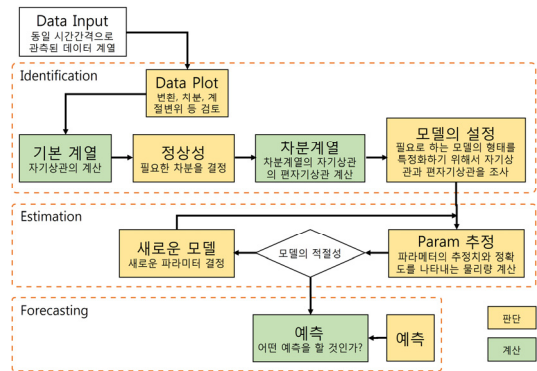 Data Input
동일 시간간격으로
관측된 데이터 계열
Identification
Data Plot
변환, 치분, 계
절변위 등 검토
기본 계열
자기상관의 계산
정상성
필요한 차분을 결정
차분계열
차분계열의 자기상관
의 편자기상관 계산
모델의 설정
필요로 하는 모델의 형태를
특정화하기 위해서 자기상
관과 편자기상관을 조사
Estimation
새로운 모델
새로운 파라미터 결정
모델의 적절성
Param 추정
파라메터의 추정치와 정확
도를 나타내는 물리량 계산
Forecasting
예측
어떤 예측을 할 것인가?
예측
판단
계산